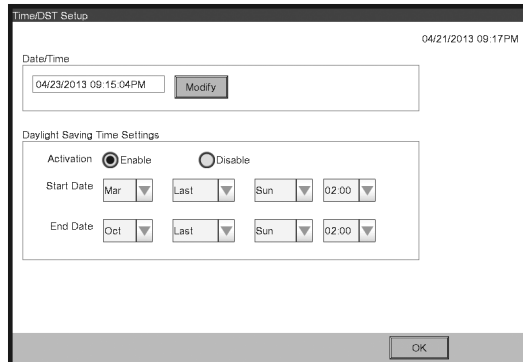 Time/DST Setup
04/21/2013 09:17PM
Date/Time
04/23/2013 09:15:04PM Modify
Daylight Saving Time Settings
Activation Enable Disable
Start Date Mar Last Sun 02:00
End Date Oct Last Sun 02:00
OK